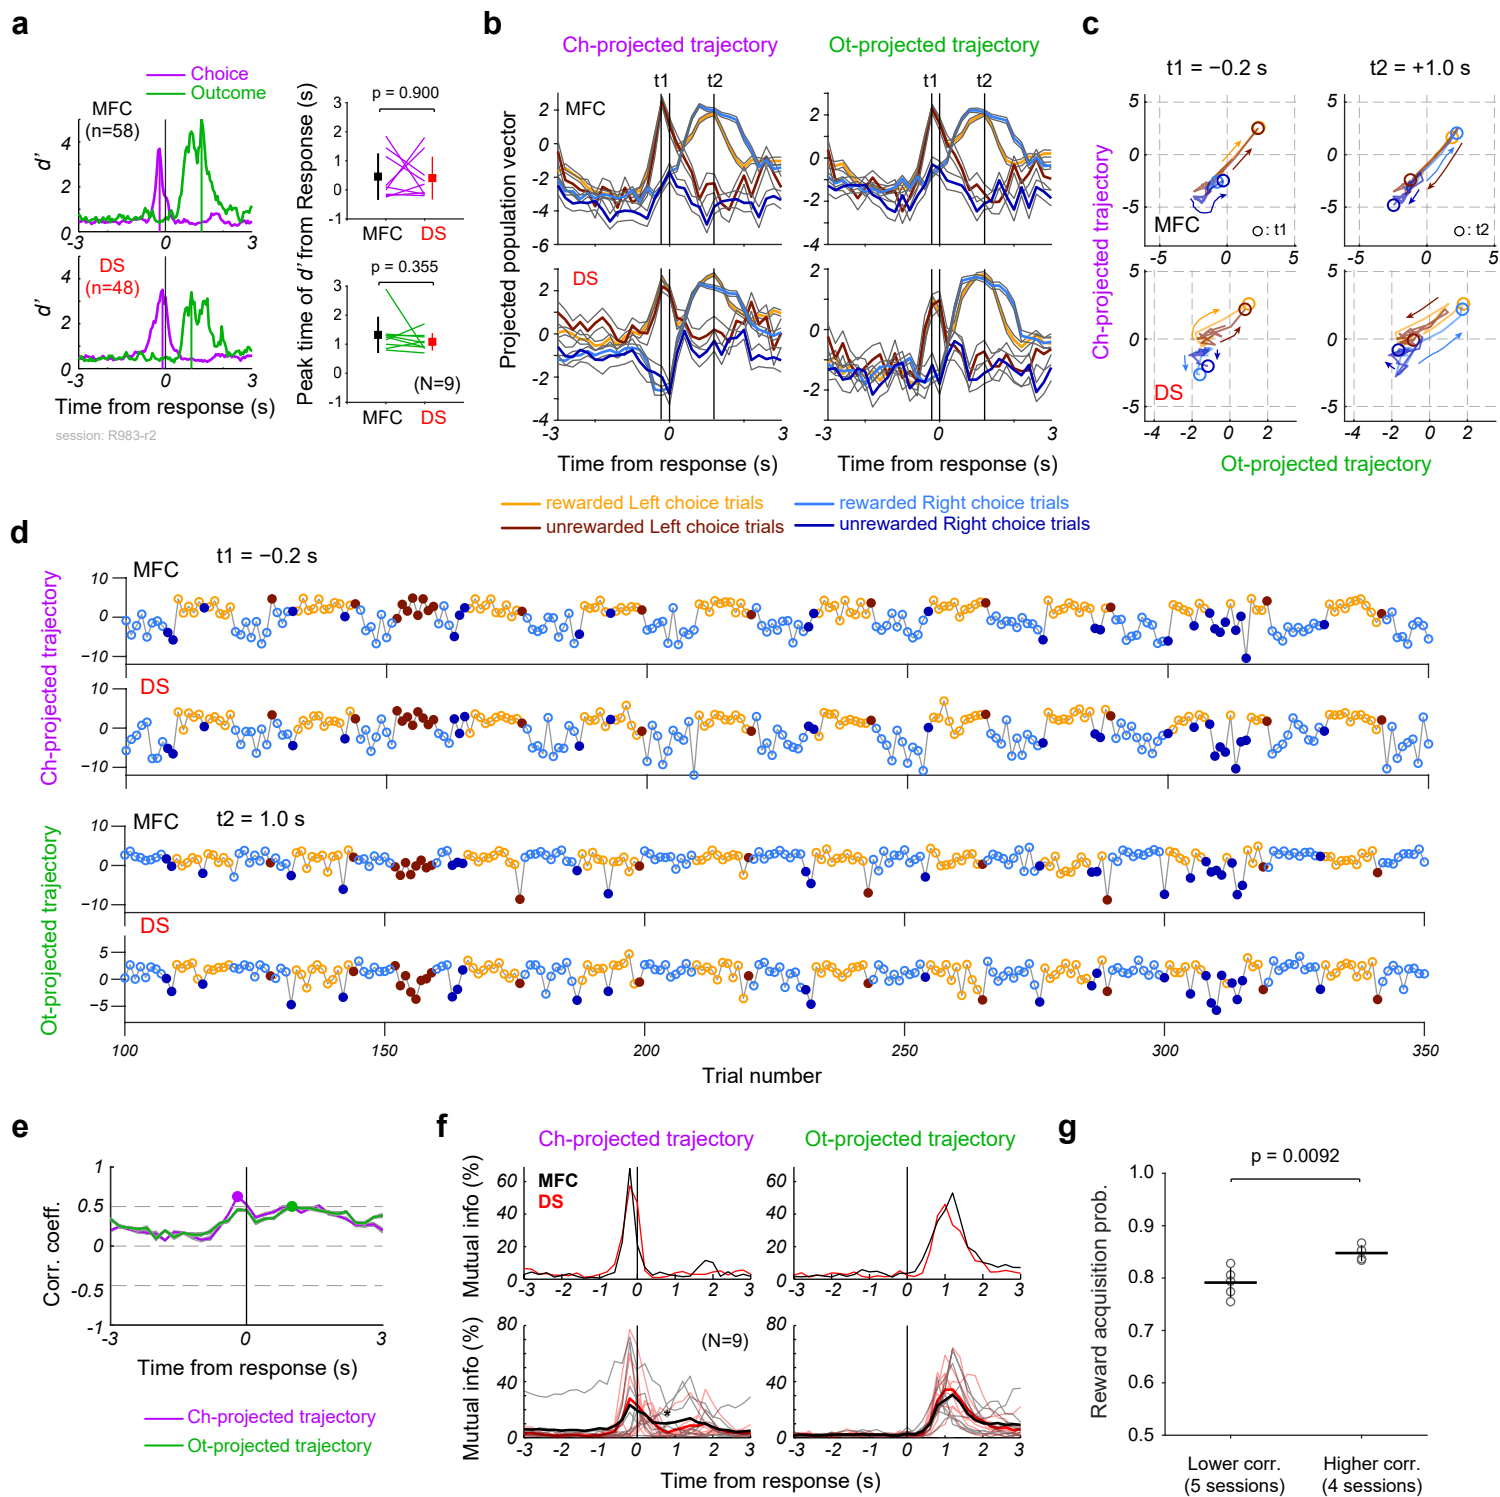 a
Choice
Outcome
MFC
(n=58)
d'
4
2
0
-3
0
3
DS
(n=48)
d'
4
2
0
-3
0
3
Time from response (s)
session: R983-r2
Peak time of d' from Response (s)
p = 0.900
3
2
1
0
-1
MFC
DS
p = 0.355
3
2
1
0
-1
(N=9)
MFC
DS
b
Ch-projected trajectory
Ot-projected trajectory
t1
t2
t1
t2
Projected population vector
MFC
2
0
-2
-4
-6
2
0
-2
-4
DS
2
0
-2
-4
-3
0
3
2
0
-2
-3
0
3
Time from response (s)
Time from response (s)
rewarded Left choice trials
rewarded Right choice trials
unrewarded Left choice trials
unrewarded Right choice trials
c
t1 = −0.2 s
t2 = +1.0 s
Ch-projected trajectory
5
0
-5
MFC
: t1
-5
0
5
5
0
-5
: t2
-5
0
5
5
0
-5
DS
-4
-2
0
2
5
0
-5
-4
-2
0
2
Ot-projected trajectory
d
MFC
t1 = −0.2 s
Ch-projected trajectory
10
0
−10
DS
10
0
−10
MFC
t2 = 1.0 s
Ot-projected trajectory
10
0
−10
DS
5
0
−5
100
150
200
250
300
350
Trial number
e
Corr. coeff.
1
0.5
0
-0.5
-1
-3
0
3
Time from response (s)
Ch-projected trajectory
Ot-projected trajectory
f
Ch-projected trajectory
Ot-projected trajectory
Mutual info (%)
MFC
DS
60
40
20
0
-3
-2
-1
0
1
2
3
60
40
20
0
-3
-2
-1
0
1
2
3
Mutual info (%)
80
40
0
(N=9)
*
-3
-2
-1
0
1
2
3
80
40
0
-3
-2
-1
0
1
2
3
Time from response (s)
g
p = 0.0092
Reward acquisition prob.
1.0
0.9
0.8
0.7
0.6
0.5
Lower corr.
(5 sessions)
Higher corr.
(4 sessions)